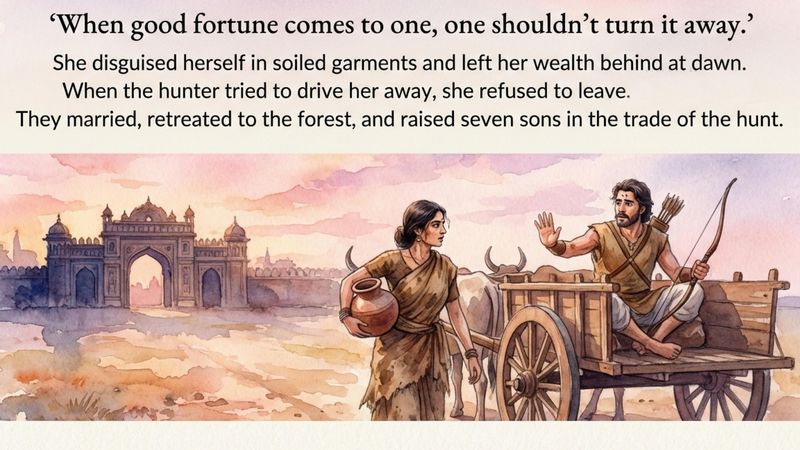 ‘When good fortune comes to one, one shouldn’t turn it away.’
She disguised herself in soiled garments and left her wealth behind at dawn.
When the hunter tried to drive her away, she refused to leave.
They married, retreated to the forest, and raised seven sons in the trade of the hunt.